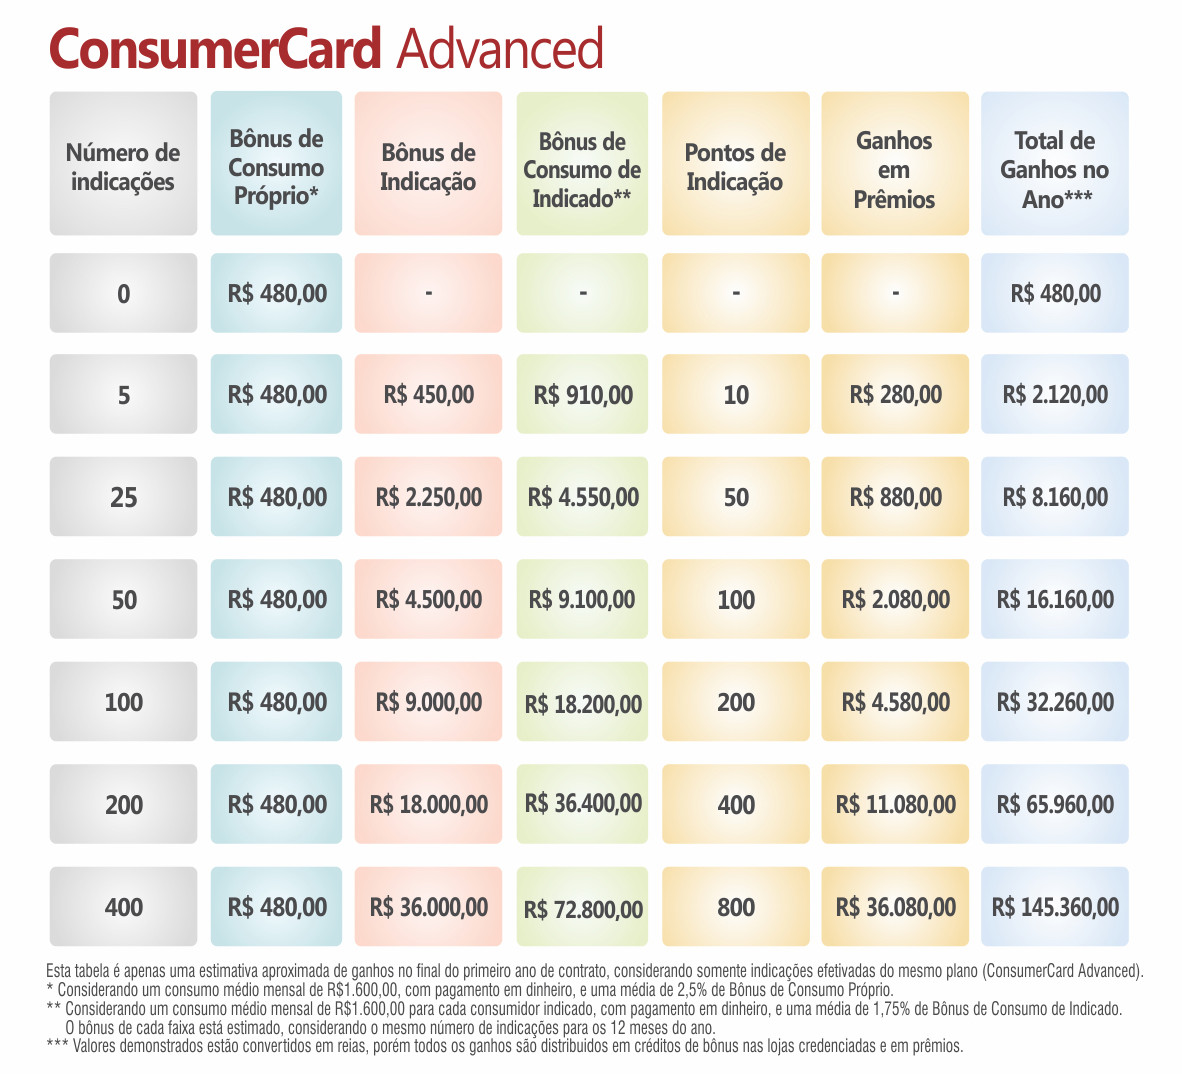 ConsumerCard Advanced
Número de
indicações
Bônus de
Consumo
Próprio*
Bônus de
Indicação
Bônus de
Consumo de
Indicado**
Pontos de
Indicação
Ganhos
em
Prêmios
Total de
Ganhos no
Ano***
0 R$ 480,00 - - - - R$ 480,00
5 R$ 480,00 R$ 450,00 R$ 910,00 10 R$ 280,00 R$ 2.120,00
25 R$ 480,00 R$ 2.250,00 R$ 4.550,00 50 R$ 880,00 R$ 8.160,00
50 R$ 480,00 R$ 4.500,00 R$ 9.100,00 100 R$ 2.080,00 R$ 16.160,00
100 R$ 480,00 R$ 9.000,00 R$ 18.200,00 200 R$ 4.580,00 R$ 32.260,00
200 R$ 480,00 R$ 18.000,00 R$ 36.400,00 400 R$ 11.080,00 R$ 65.960,00
400 R$ 480,00 R$ 36.000,00 R$ 72.800,00 800 R$ 36.080,00 R$ 145.360,00
Esta tabela é apenas uma estimativa aproximada de ganhos no final do primeiro ano de contrato, considerando somente indicações efetivadas do mesmo plano (ConsumerCard Advanced).
* Considerando um consumo médio mensal de R$1.600,00, com pagamento em dinheiro, e uma média de 2,5% de Bônus de Consumo Próprio.
** Considerando um consumo médio mensal de R$1.600,00 para cada consumidor indicado, com pagamento em dinheiro, e uma média de 1,75% de Bônus de Consumo de Indicado.
O bônus de cada faixa está estimado, considerando o mesmo número de indicações para os 12 meses do ano.
*** Valores demonstrados estão convertidos em reias, porém todos os ganhos são distribuidos em créditos de bônus nas lojas credenciadas e em prêmios.